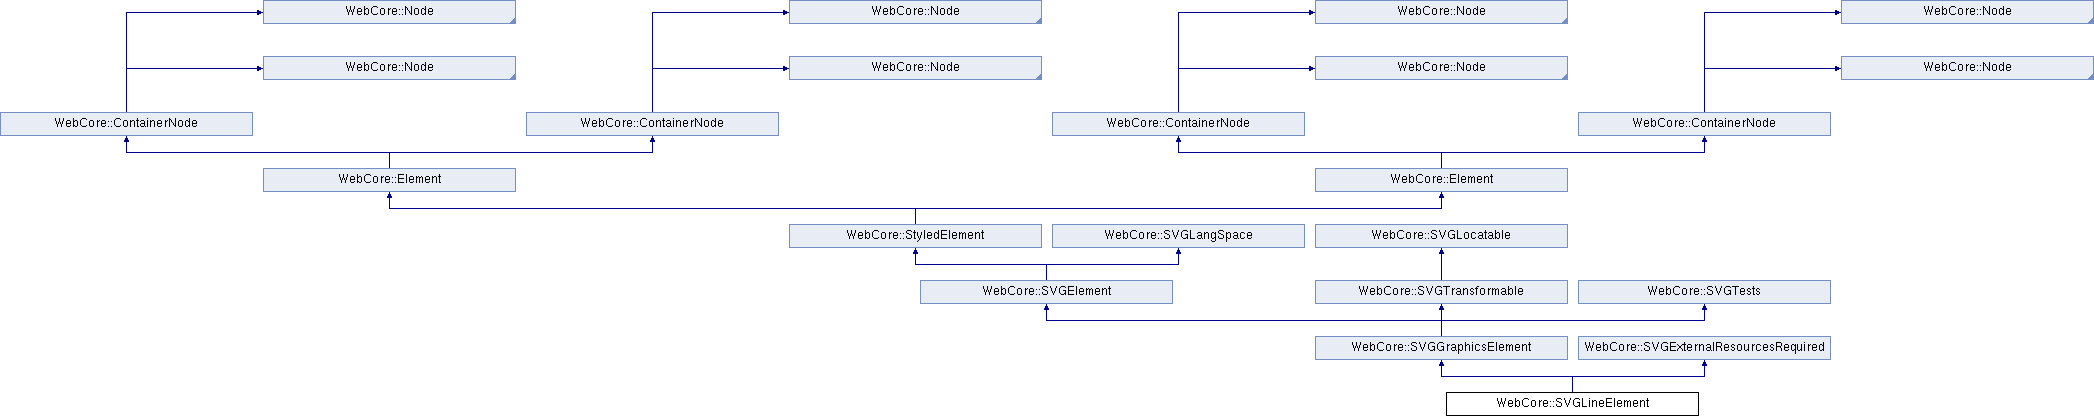 WebCore::Node WebCore::Node WebCore::Node WebCore::Node
WebCore::Node WebCore::Node WebCore::Node WebCore::Node
WebCore::ContainerNode WebCore::ContainerNode WebCore::ContainerNode WebCore::ContainerNode
WebCore::Element WebCore::Element
WebCore::StyledElement WebCore::SVGLangSpace WebCore::SVGLocatable
WebCore::SVGElement WebCore::SVGTransformable WebCore::SVGTests
WebCore::SVGGraphicsElement WebCore::SVGExternalResourcesRequired
WebCore::SVGLineElement